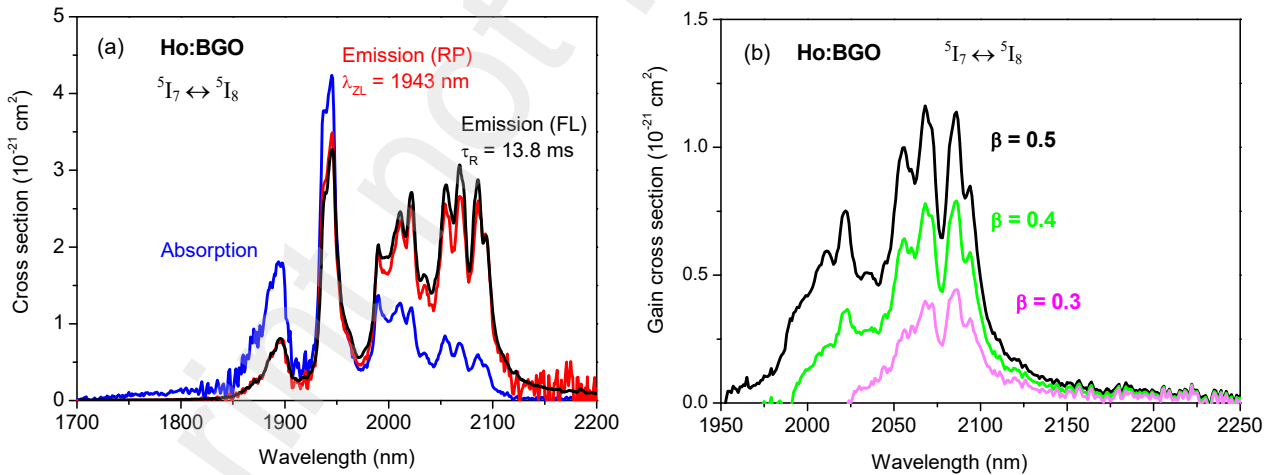 (a)
Ho:BGO
⁵I₇ ↔ ⁵I₈
Emission (RP)
λ_ZL = 1943 nm
Emission (FL)
τ_R = 13.8 ms
Absorption
Cross section (10⁻²¹ cm²)
5
4
3
2
1
0
1700 1800 1900 2000 2100 2200
Wavelength (nm)
(b)
Ho:BGO
⁵I₇ ↔ ⁵I₈
β = 0.5
β = 0.4
β = 0.3
Gain cross section (10⁻²¹ cm²)
1.5
1.0
0.5
0.0
1950 2000 2050 2100 2150 2200 2250
Wavelength (nm)